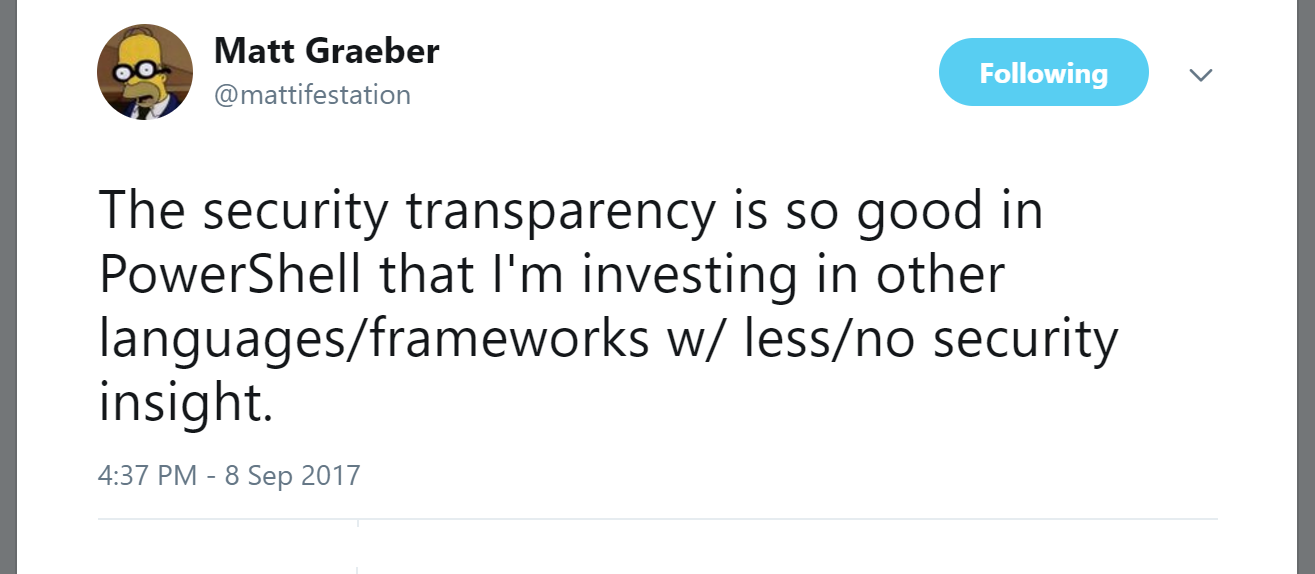 Matt Graeber
@mattifestation
Following
The security transparency is so good in
PowerShell that I'm investing in other
languages/frameworks w/ less/no security
insight.
4:37 PM - 8 Sep 2017